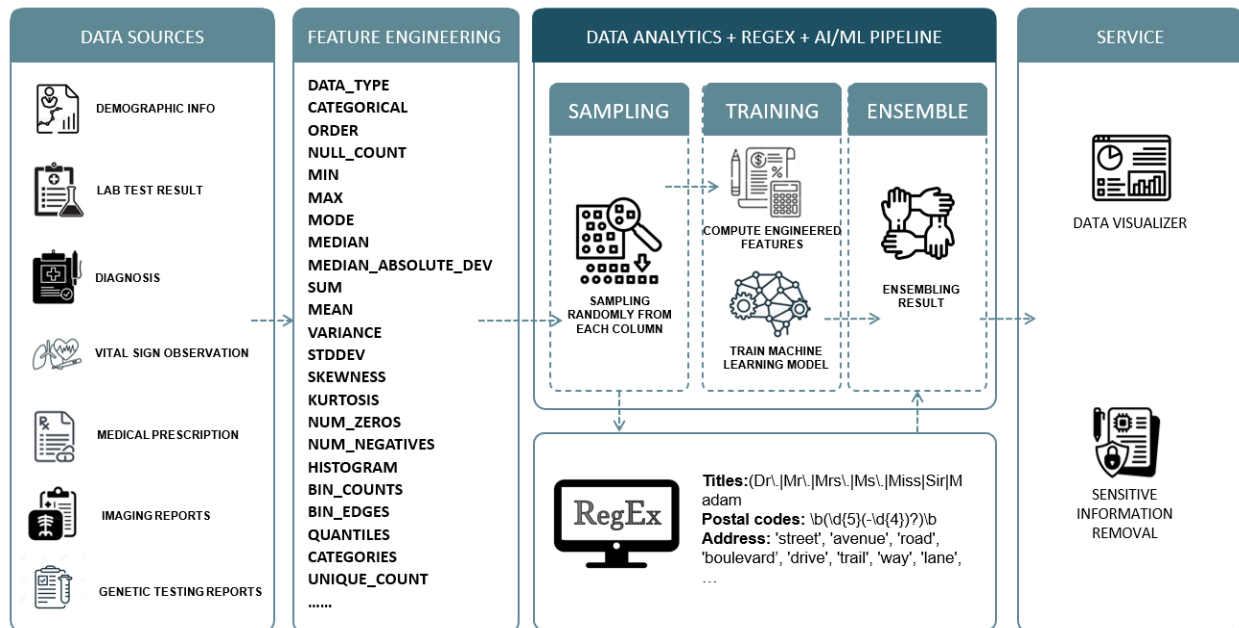 DATA SOURCES
DEMOGRAPHIC INFO
LAB TEST RESULT
DIAGNOSIS
VITAL SIGN OBSERVATION
MEDICAL PRESCRIPTION
IMAGING REPORTS
GENETIC TESTING REPORTS
FEATURE ENGINEERING
DATA_TYPE
CATEGORICAL
ORDER
NULL_COUNT
MIN
MAX
MODE
MEDIAN
MEDIAN_ABSOLUTE_DEV
SUM
MEAN
VARIANCE
STDDEV
SKEWNESS
KURTOSIS
NUM_ZEROS
NUM_NEGATIVES
HISTOGRAM
BIN_COUNTS
BIN_EDGES
QUANTILES
CATEGORIES
UNIQUE_COUNT
......
DATA ANALYTICS + REGEX + AI/ML PIPELINE
SAMPLING
SAMPLING
RANDOMLY FROM
EACH COLUMN
TRAINING
$
%
COMPUTE ENGINEERED
FEATURES
TRAIN MACHINE
LEARNING MODEL
ENSEMBLE
ENSEMBLING
RESULT
RegEx
Titles:(Dr\.|Mr\.|Mrs\.|Ms\.|Miss|Sir|M
adam
Postal codes: \b(\d{5}(-\d{4})?)\b
Address: 'street', 'avenue', 'road',
'boulevard', 'drive', 'trail', 'way', 'lane',
...
SERVICE
DATA VISUALIZER
SENSITIVE
INFORMATION
REMOVAL